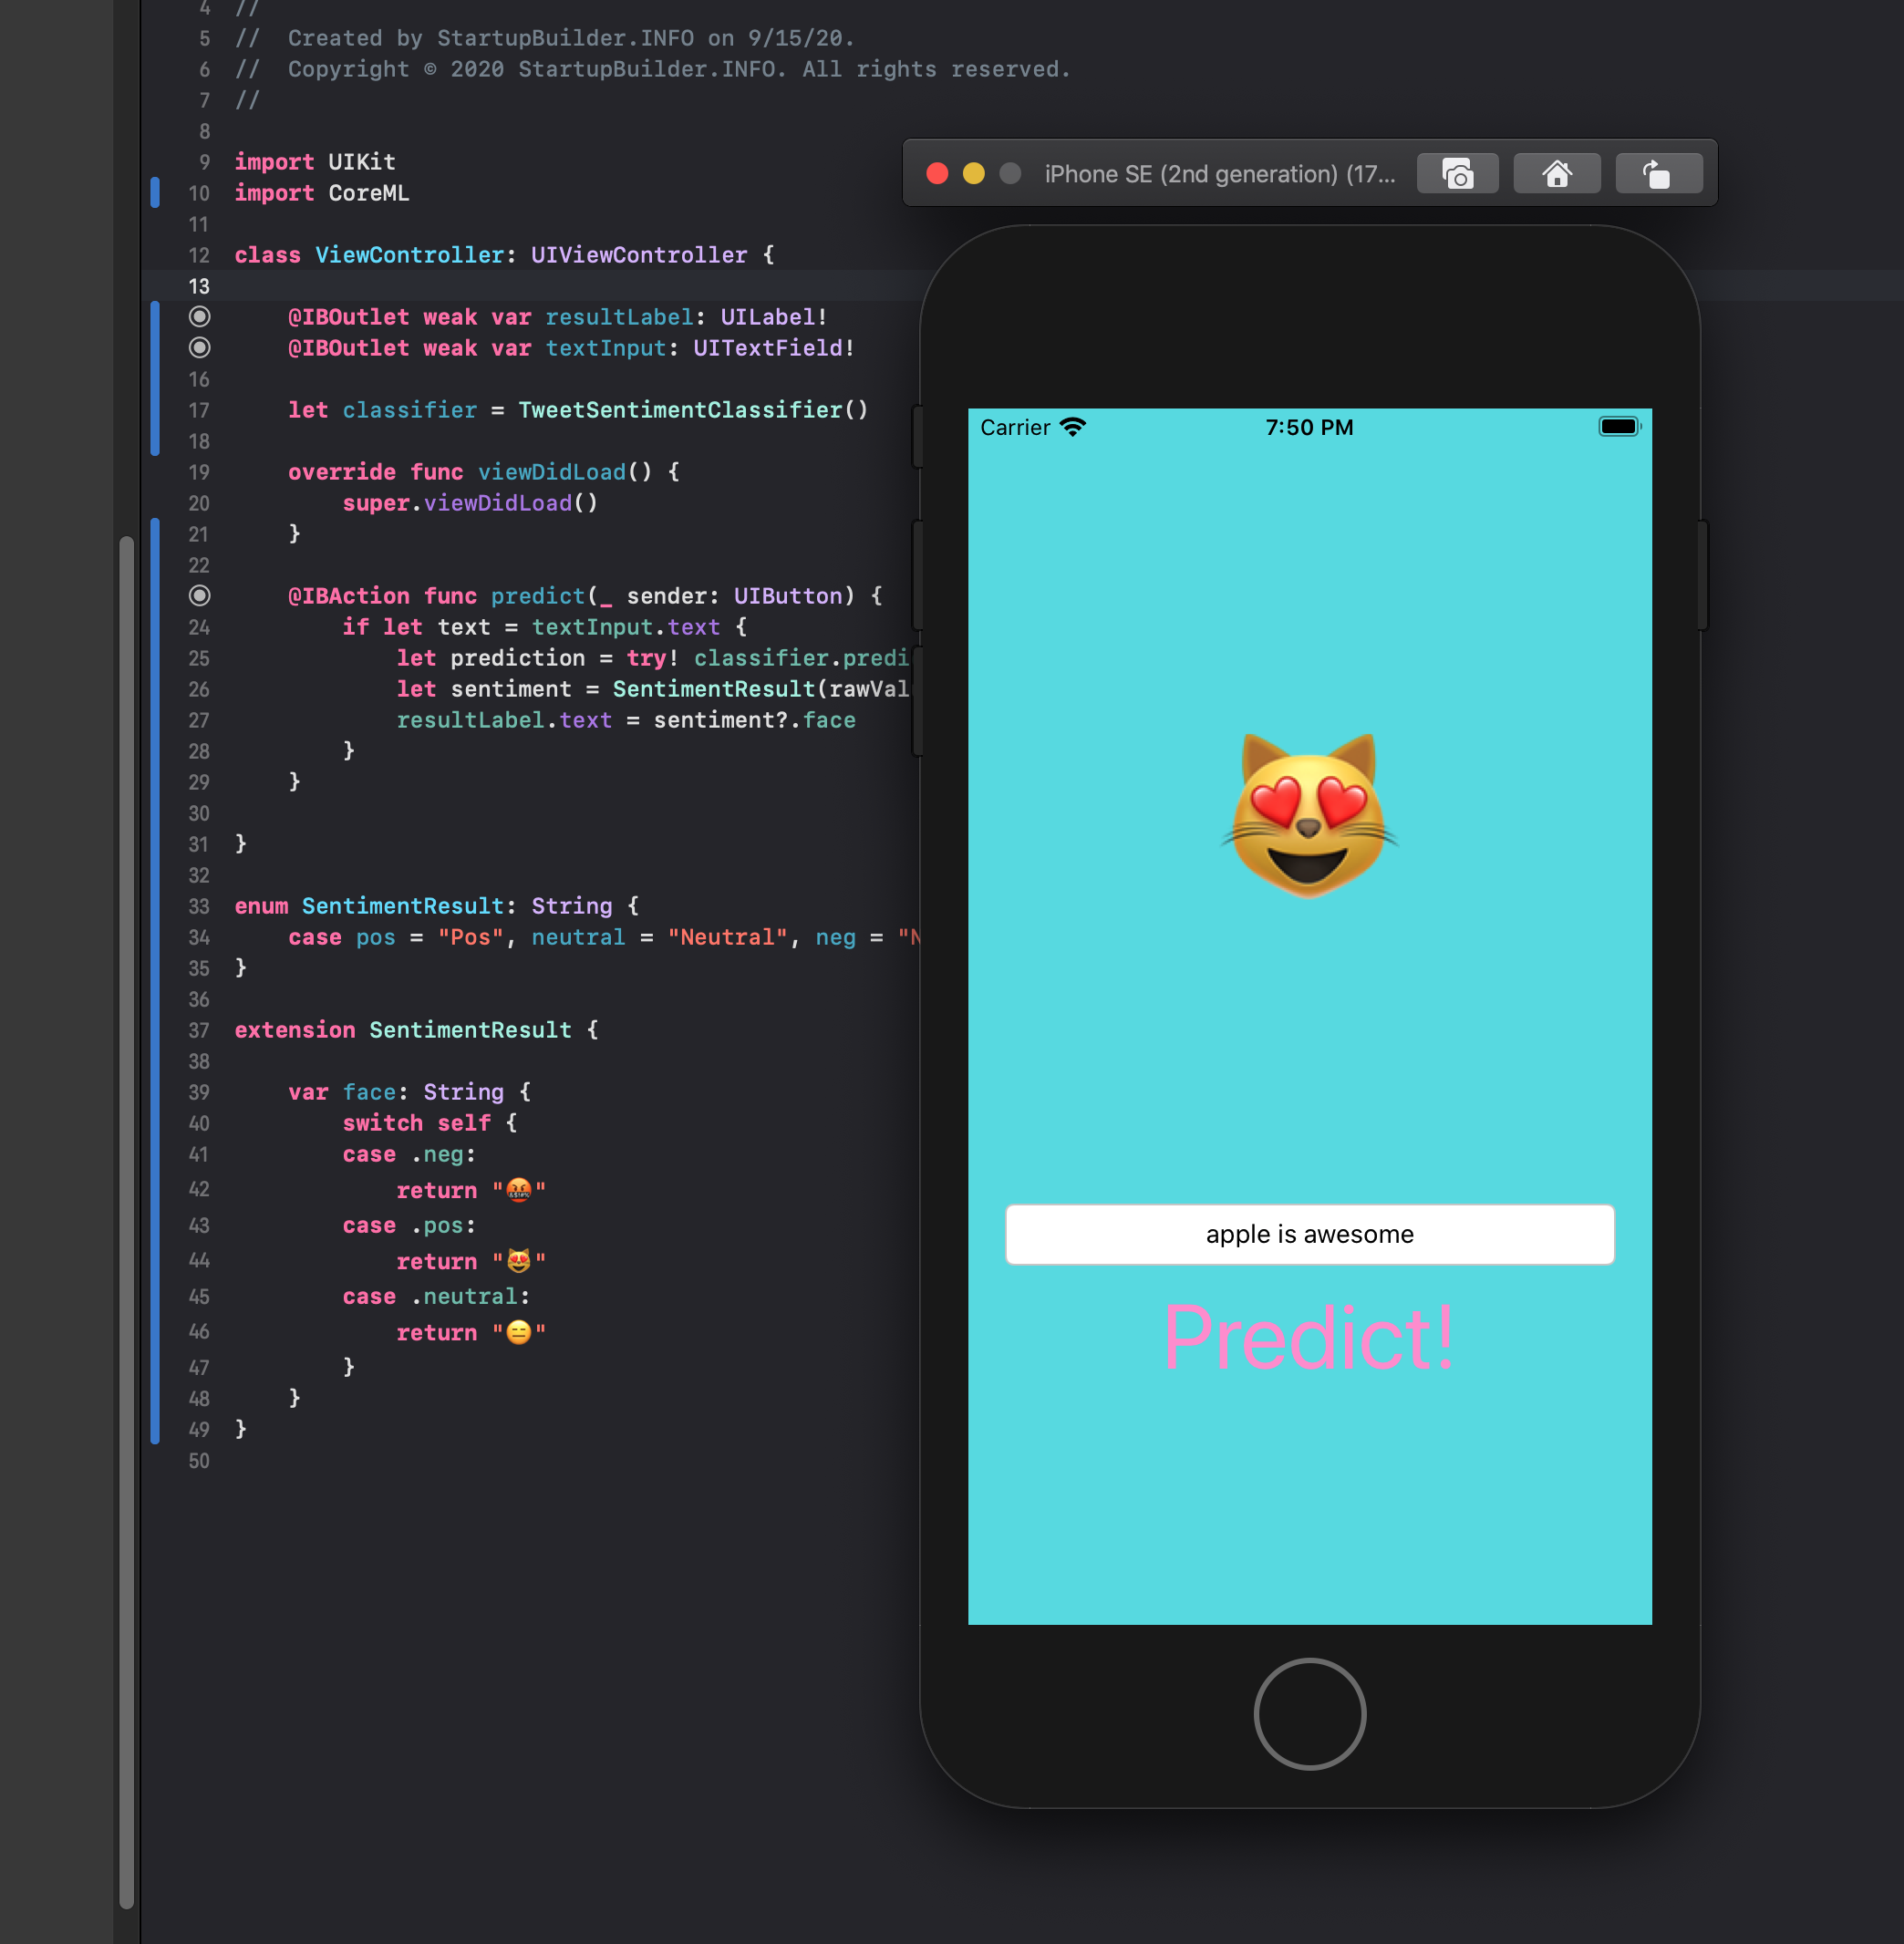 4 //
5 //  Created by StartupBuilder.INFO on 9/15/20.
6 //  Copyright © 2020 StartupBuilder.INFO. All rights reserved.
7 //
8
9 import UIKit
10 import CoreML
11
12 class ViewController: UIViewController {
13
@IBOutlet weak var resultLabel: UILabel!
@IBOutlet weak var textInput: UITextField!
16
17 let classifier = TweetSentimentClassifier()
18
19 override func viewDidLoad() {
20 super.viewDidLoad()
21 }
22
@IBAction func predict(_ sender: UIButton) {
24 if let text = textInput.text {
25 let prediction = try! classifier.predi
26 let sentiment = SentimentResult(rawVal
27 resultLabel.text = sentiment?.face
28 }
29 }
30
31 }
32
33 enum SentimentResult: String {
34 case pos = "Pos", neutral = "Neutral", neg = "N
35 }
36
37 extension SentimentResult {
38
39 var face: String {
40 switch self {
41 case .neg:
42 return "🤬"
43 case .pos:
44 return "😻"
45 case .neutral:
46 return "😑"
47 }
48 }
49 }
50
iPhone SE (2nd generation) (17...
Carrier 7:50 PM
😻
apple is awesome
Predict!